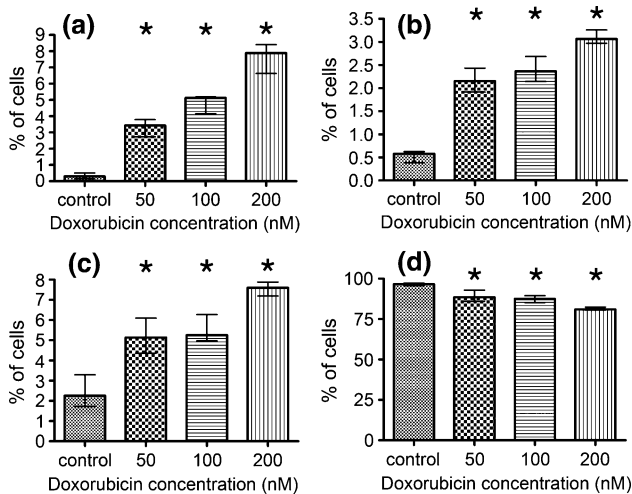 (a)
* * *
% of cells
9
8
7
6
5
4
3
2
1
0
control 50 100 200
Doxorubicin concentration (nM)
(b)
* * *
% of cells
3.5
3.0
2.5
2.0
1.5
1.0
0.5
0.0
control 50 100 200
Doxorubicin concentration (nM)
(c)
* * *
% of cells
8
7
6
5
4
3
2
1
0
control 50 100 200
Doxorubicin concentration (nM)
(d)
* * *
% of cells
100
75
50
25
0
control 50 100 200
Doxorubicin concentration (nM)